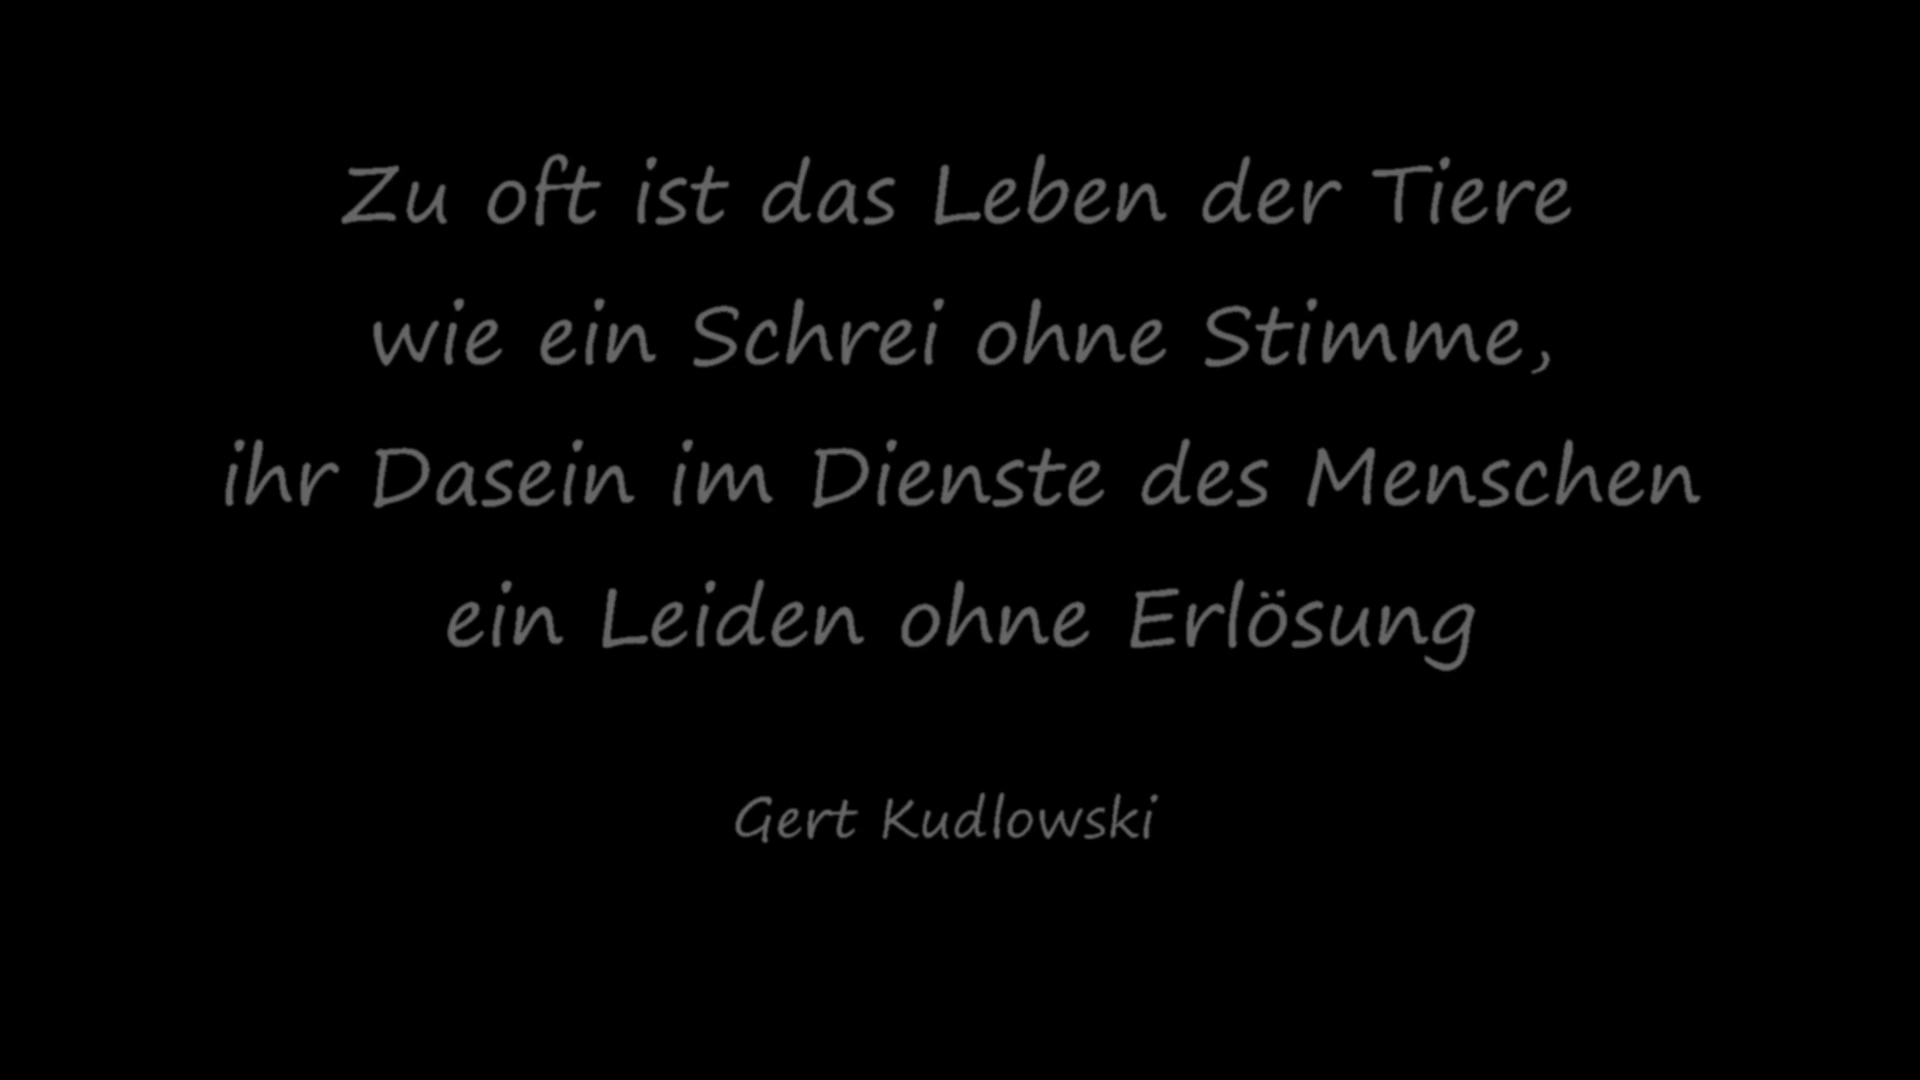 Zu oft ist das Leben der Tiere
wie ein Schrei ohne Stimme,
ihr Dasein im Dienste des Menschen
ein Leiden ohne Erlösung
Gert Kudlowski